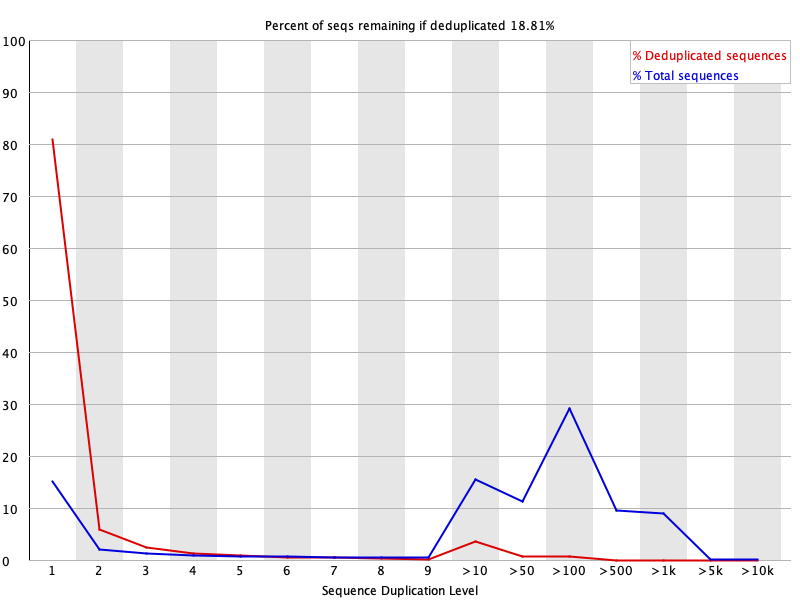 Percent of seqs remaining if deduplicated 18.81%
% Deduplicated sequences
% Total sequences
100
90
80
70
60
50
40
30
20
10
0
1 2 3 4 5 6 7 8 9 >10 >50 >100 >500 >1k >5k >10k
Sequence Duplication Level